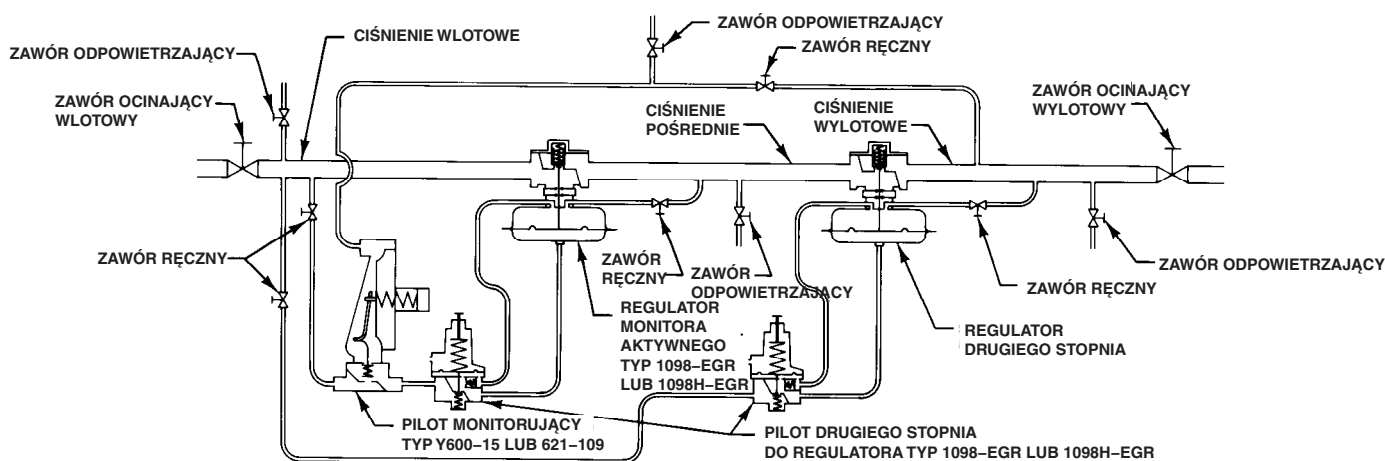 ZAWÓR ODPOWIETRZAJĄCY
CIŚNIENIE WLOTOWE
ZAWÓR RĘCZNY
ZAWÓR ODPOWIETRZAJĄCY
ZAWÓR OCINAJĄCY
WLOTOWY
CIŚNIENIE
POŚREDNIE
CIŚNIENIE
WYLOTOWE
ZAWÓR OCINAJĄCY
WYLOTOWY
ZAWÓR RĘCZNY
ZAWÓR
RĘCZNY
ZAWÓR
ODPOWIETRZAJĄCY
ZAWÓR RĘCZNY
ZAWÓR ODPOWIETRZAJĄCY
REGULATOR
MONITORA
AKTYWNEGO
TYP 1098–EGR
LUB 1098H–EGR
REGULATOR
DRUGIEGO STOPNIA
PILOT MONITORUJĄCY
TYP Y600–15 LUB 621–109
PILOT DRUGIEGO STOPNIA
DO REGULATORA TYP 1098–EGR LUB 1098H–EGR